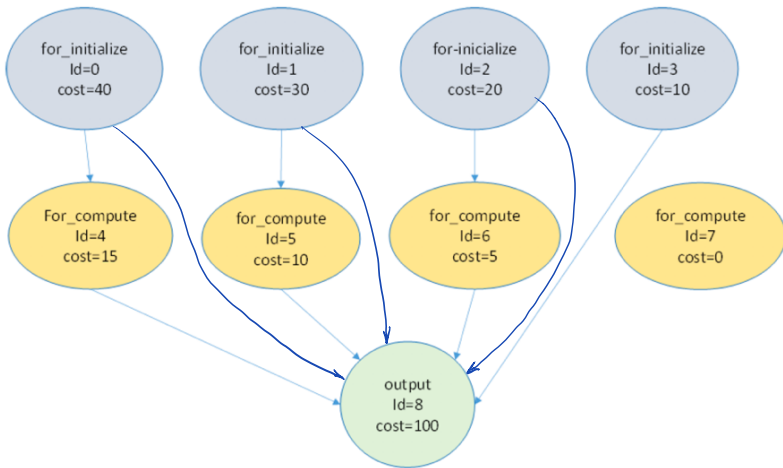 for_initialize
Id=0
cost=40
for_initialize
Id=1
cost=30
for-inicialize
Id=2
cost=20
for_initialize
Id=3
cost=10
For_compute
Id=4
cost=15
for_compute
Id=5
cost=10
for_compute
Id=6
cost=5
for_compute
Id=7
cost=0
output
Id=8
cost=100